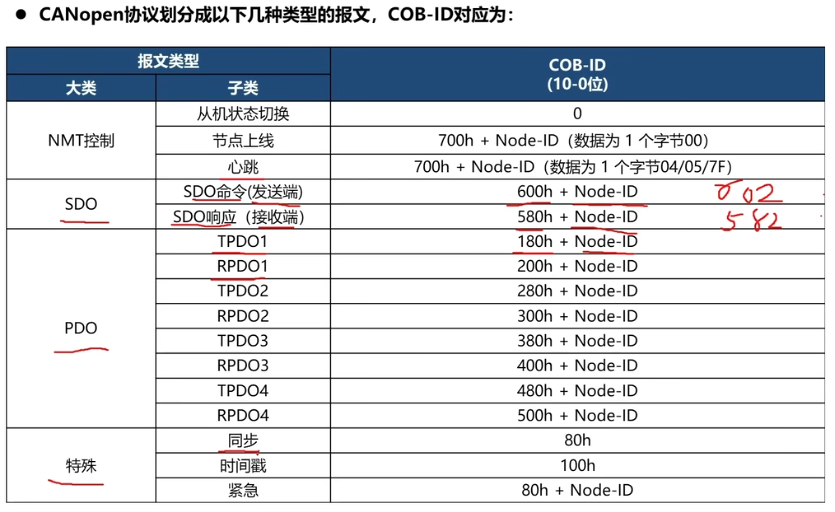 ● CANopen协议划分成以下几种类型的报文，COB-ID对应为：
报文类型 COB-ID
(10-0位)
大类 子类
NMT控制 从机状态切换 0
节点上线 700h + Node-ID（数据为 1 个字节00）
心跳 700h + Node-ID（数据为 1 个字节04/05/7F）
SDO SDO命令(发送端) 600h + Node-ID 602
SDO响应（接收端） 580h + Node-ID 582
PDO TPDO1 180h + Node-ID
RPDO1 200h + Node-ID
TPDO2 280h + Node-ID
RPDO2 300h + Node-ID
TPDO3 380h + Node-ID
RPDO3 400h + Node-ID
TPDO4 480h + Node-ID
RPDO4 500h + Node-ID
特殊 同步 80h
时间戳 100h
紧急 80h + Node-ID